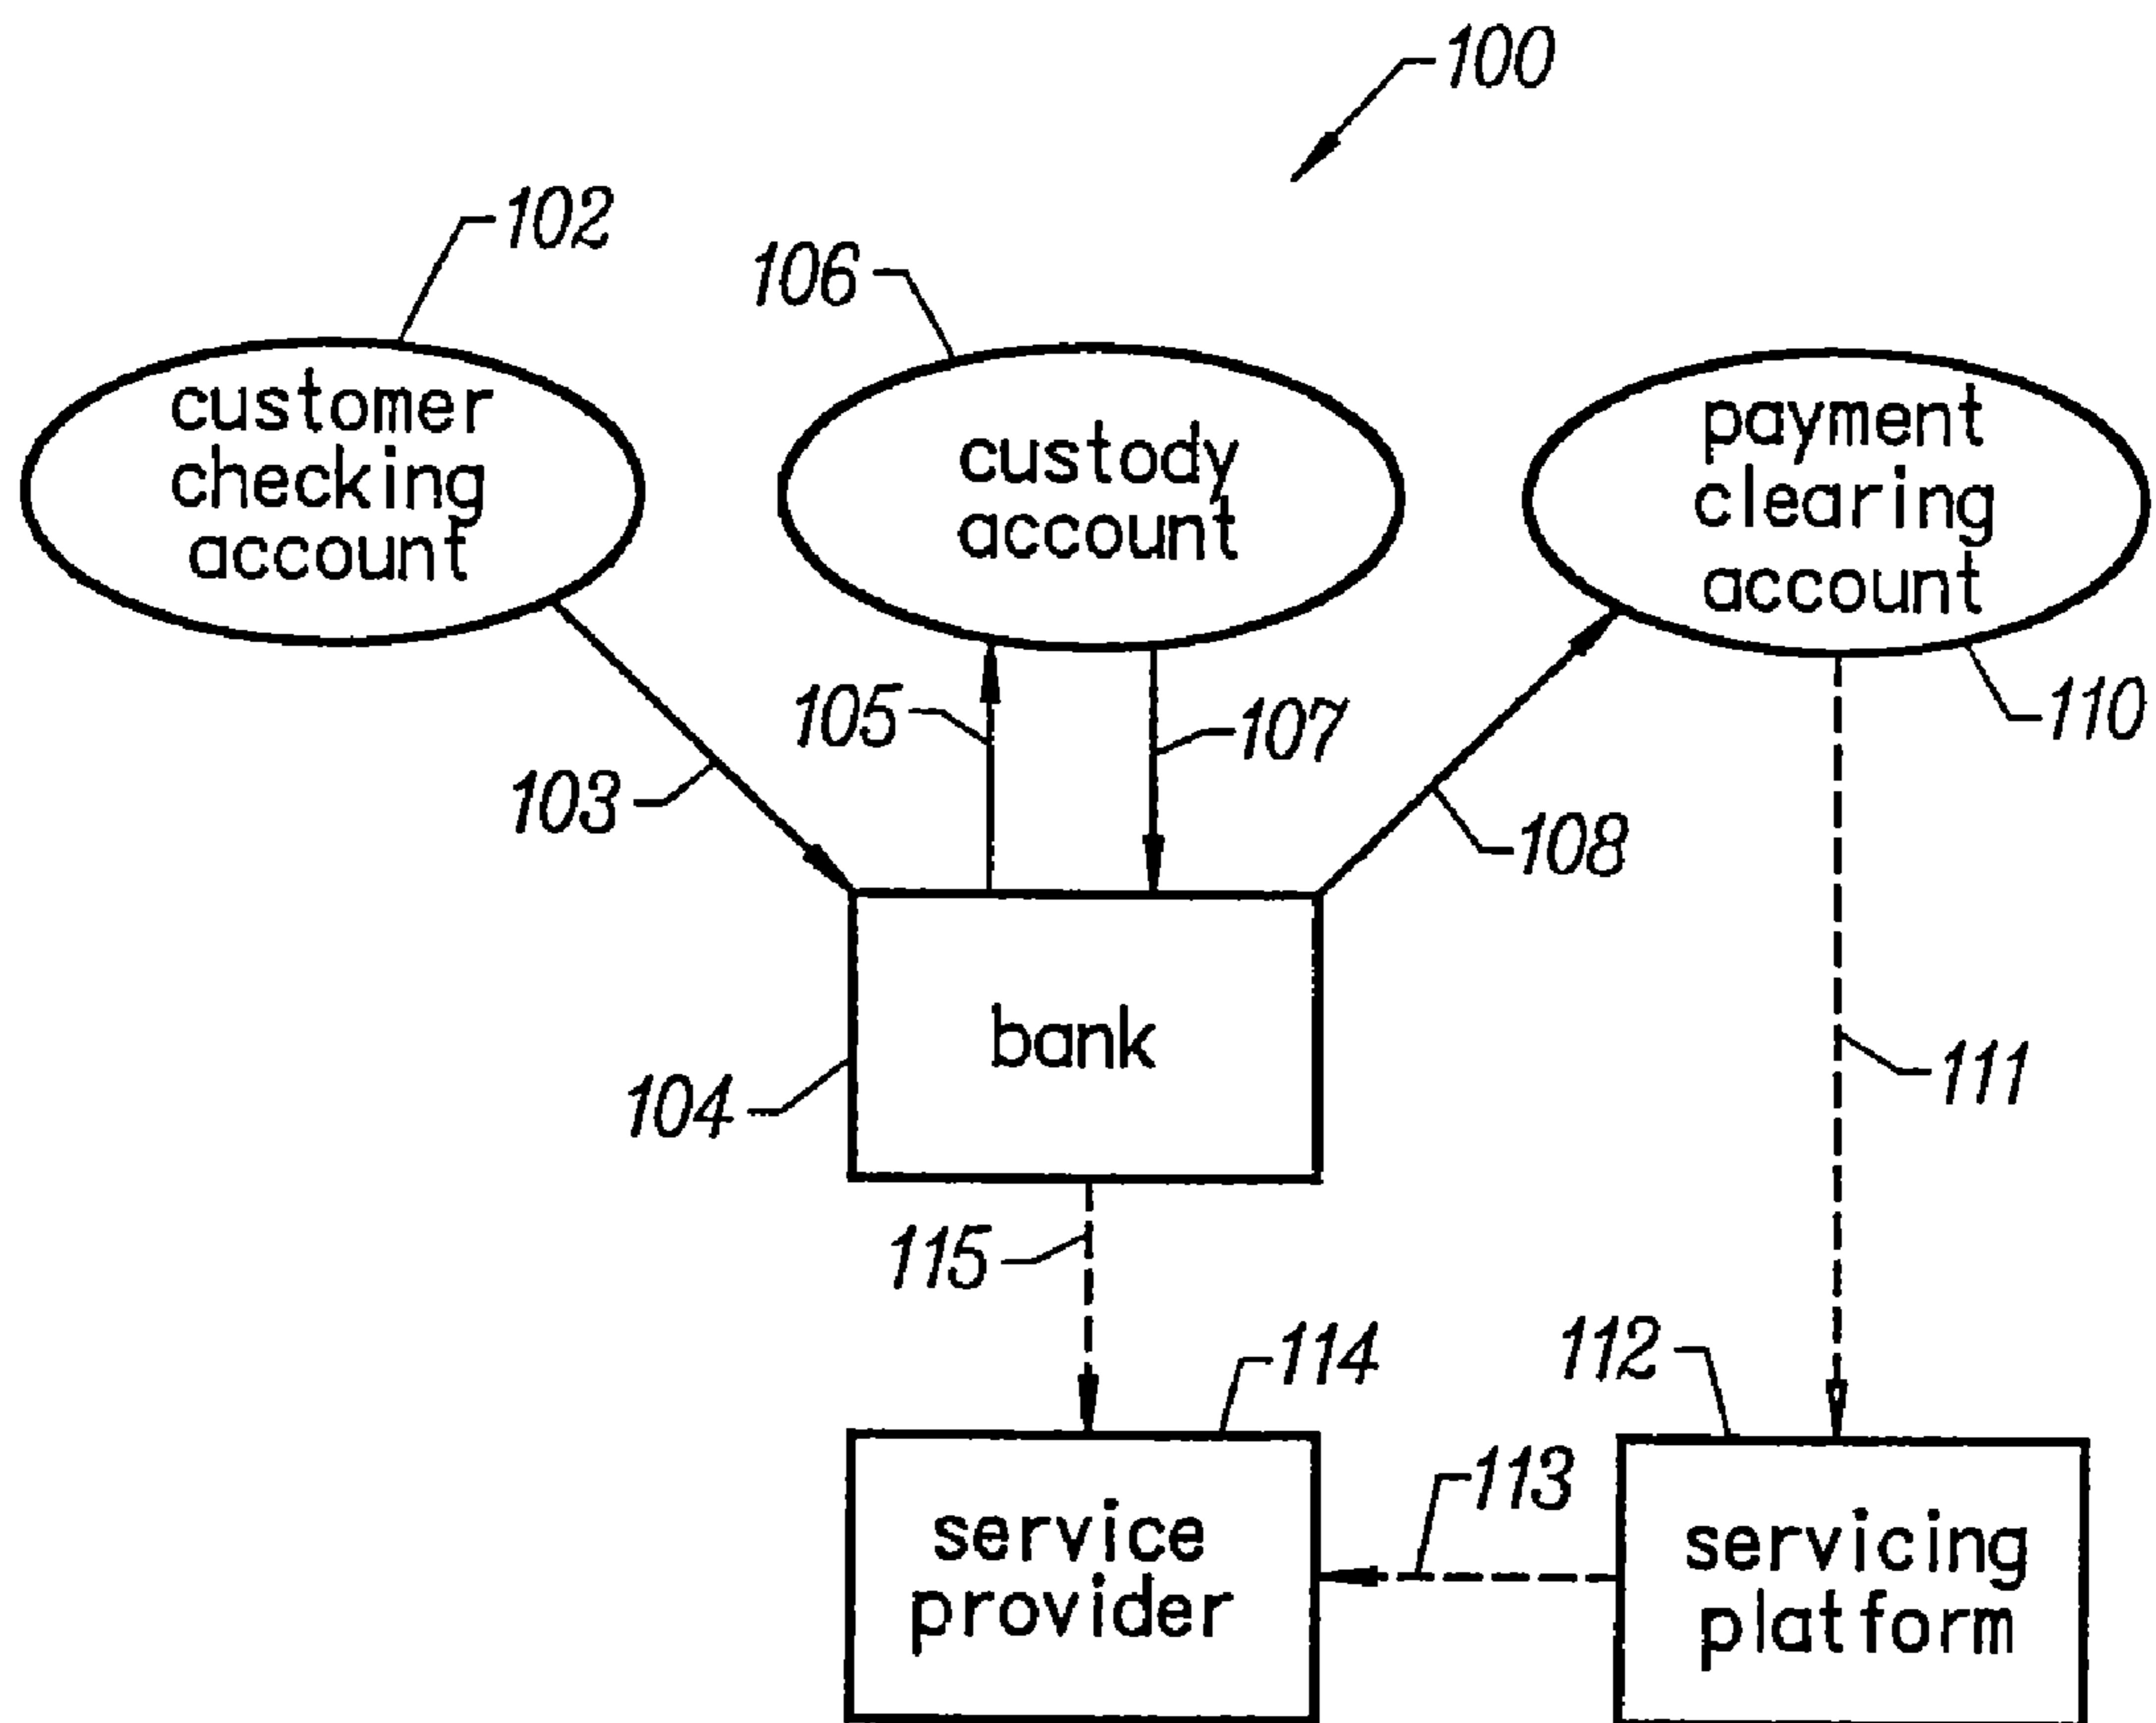 100
102
106
customer
checking
account
custody
account
payment
clearing
account
105
107
110
103
108
bank
104
111
115
114
112
113
service
provider
servicing
platform